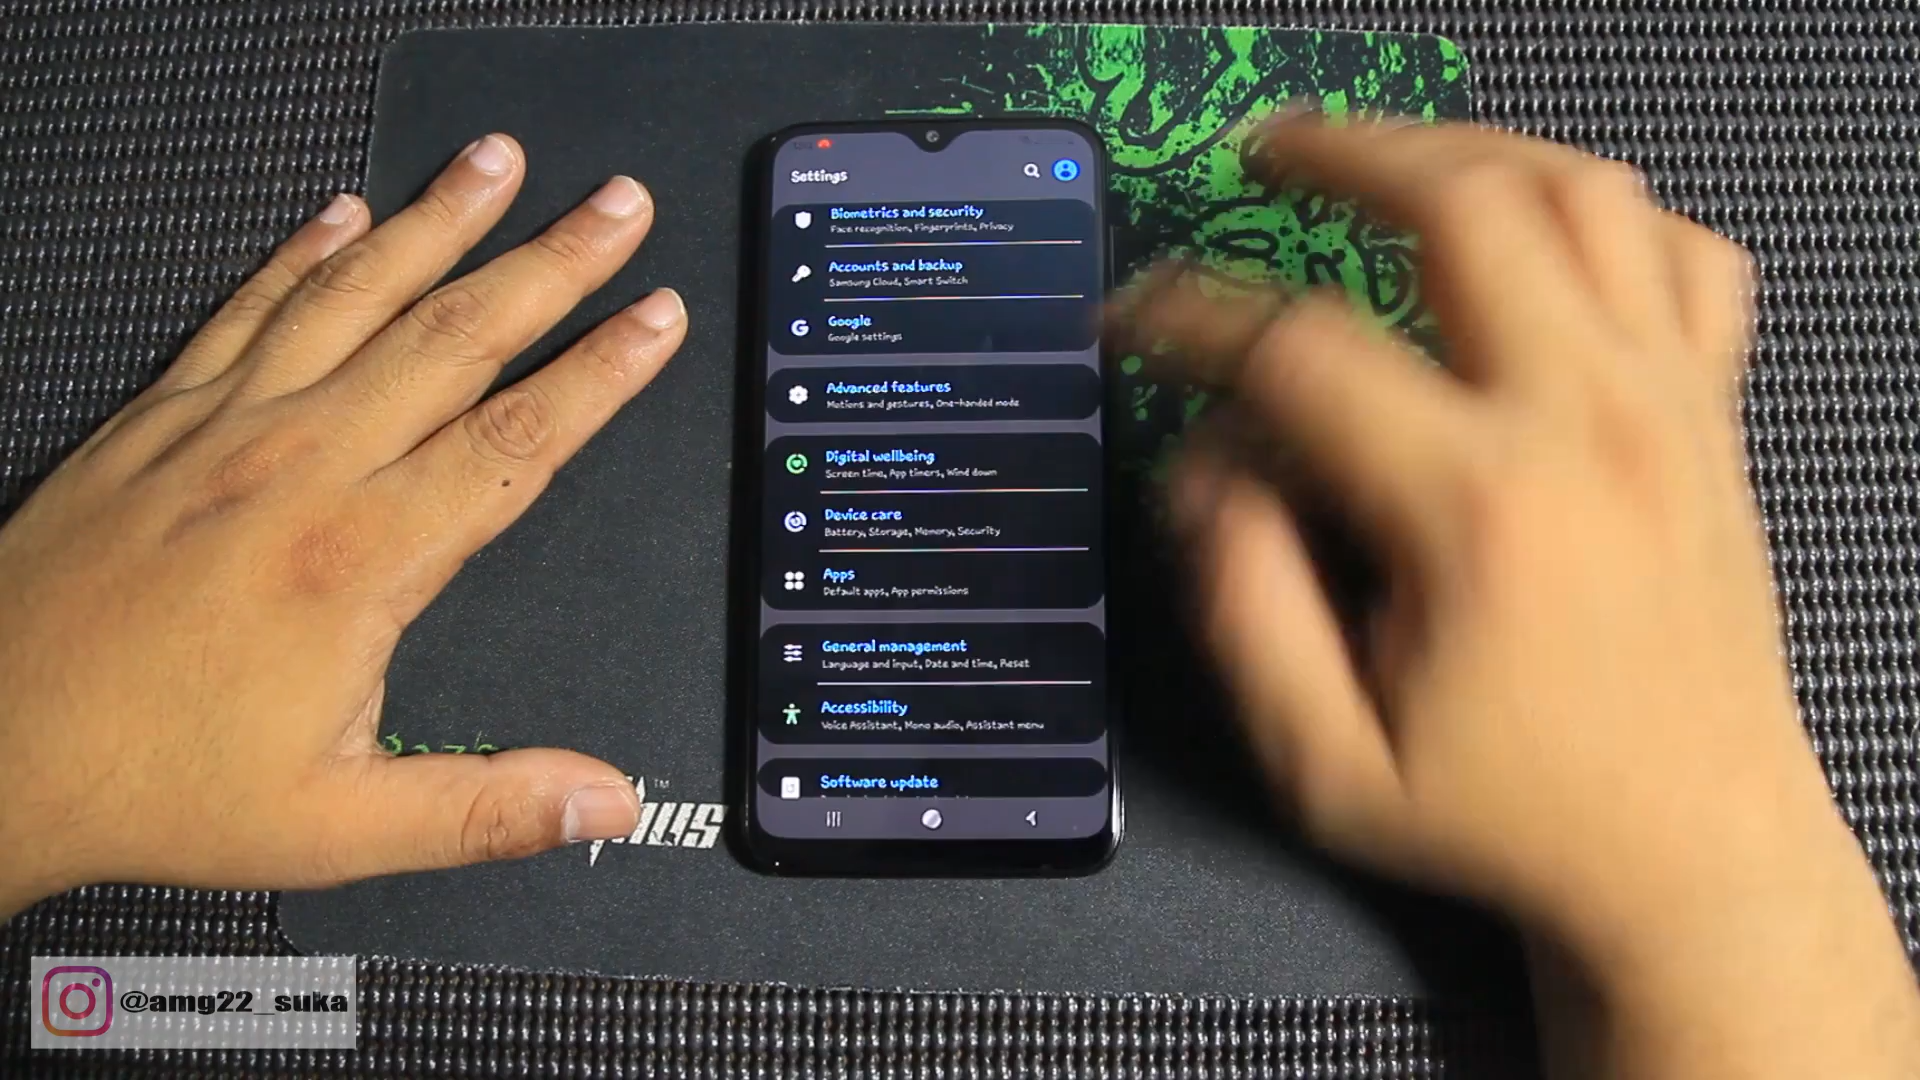 Settings
Biometrics and security
Face recognition, Fingerprints, Privacy
Accounts and backup
Samsung Cloud, Smart Switch
Google
Google settings
Advanced features
Motions and gestures, One-handed mode
Digital wellbeing
Screen time, App timers, Wind down
Device care
Battery, Storage, Memory, Security
Apps
Default apps, App permissions
General management
Language and input, Date and time, Reset
Accessibility
Voice Assistant, Mono audio, Assistant menu
Software update
@amg22_suka